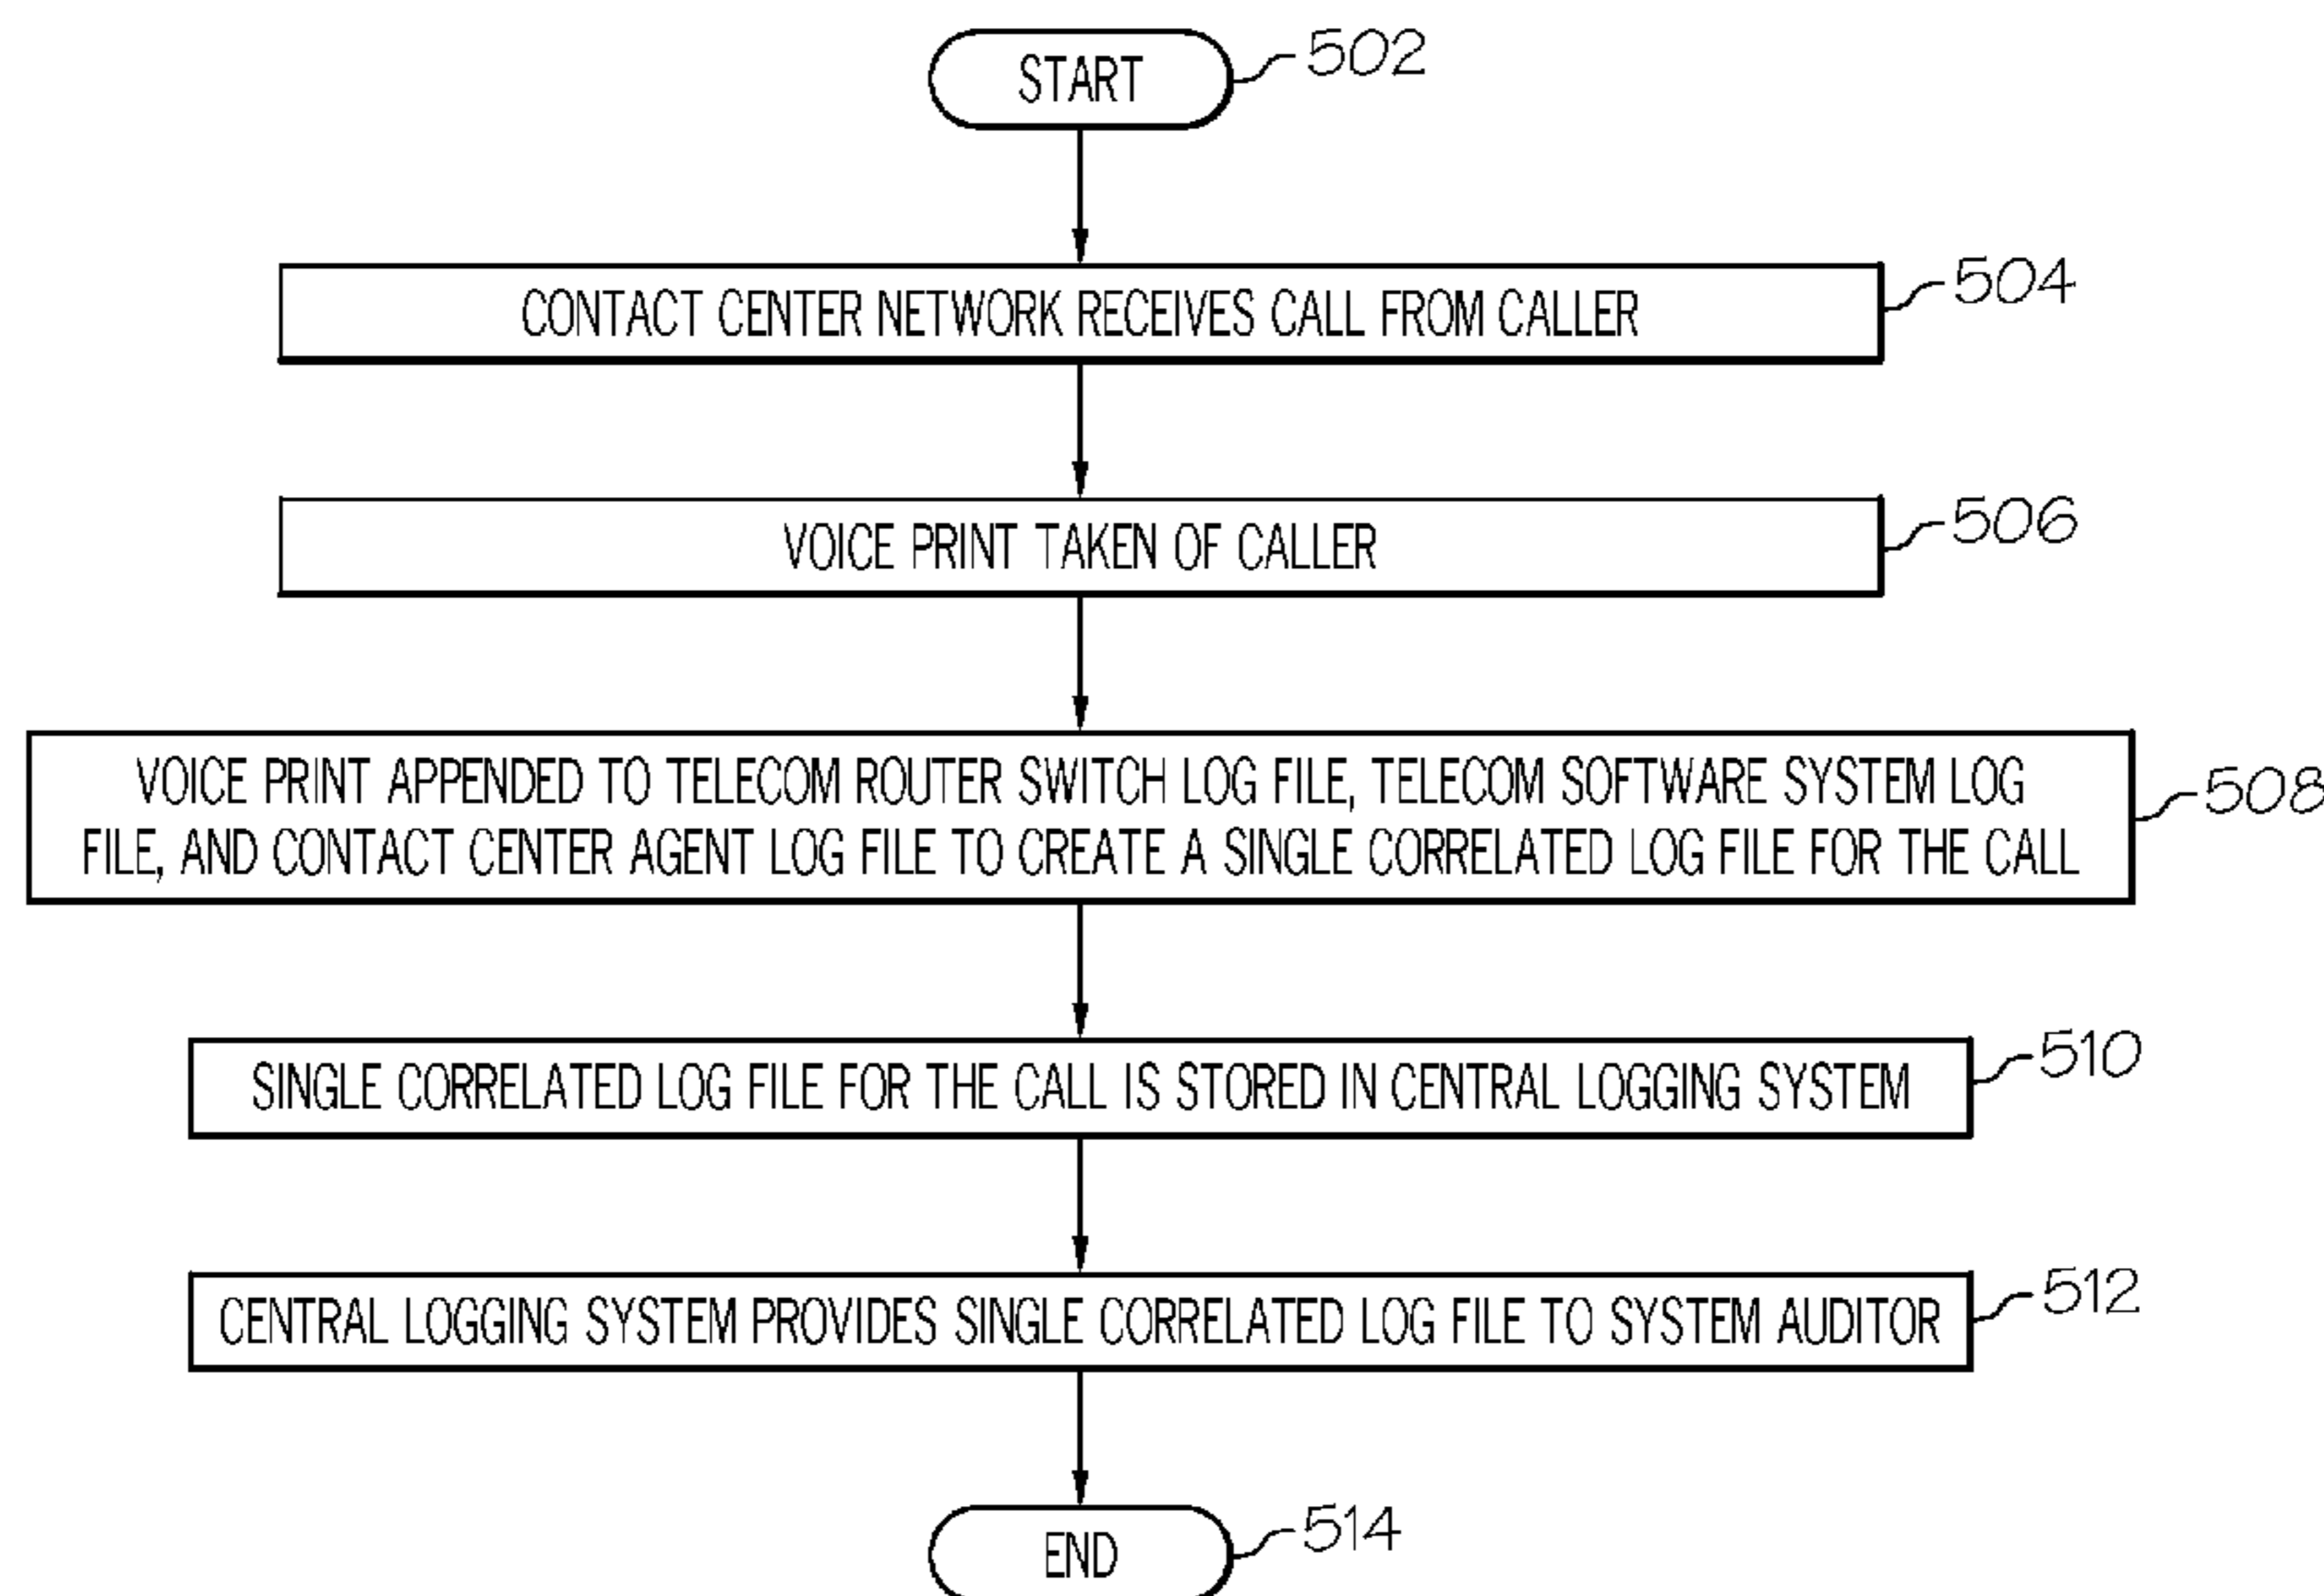 START
502
CONTACT CENTER NETWORK RECEIVES CALL FROM CALLER
504
VOICE PRINT TAKEN OF CALLER
506
VOICE PRINT APPENDED TO TELECOM ROUTER SWITCH LOG FILE, TELECOM SOFTWARE SYSTEM LOG
FILE, AND CONTACT CENTER AGENT LOG FILE TO CREATE A SINGLE CORRELATED LOG FILE FOR THE CALL
508
SINGLE CORRELATED LOG FILE FOR THE CALL IS STORED IN CENTRAL LOGGING SYSTEM
510
CENTRAL LOGGING SYSTEM PROVIDES SINGLE CORRELATED LOG FILE TO SYSTEM AUDITOR
512
END
514